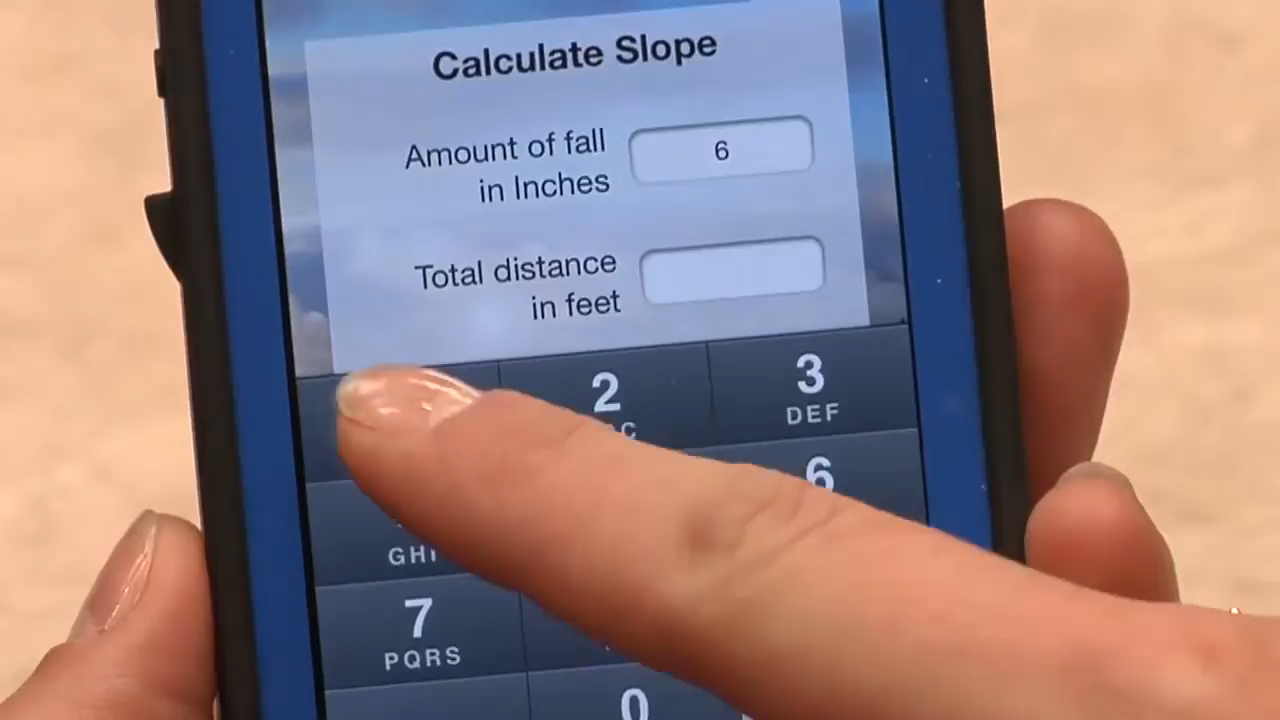 Calculate Slope
Amount of fall
in Inches
6
Total distance
in feet
2
3
DEF
6
GHI
7
PQRS
0